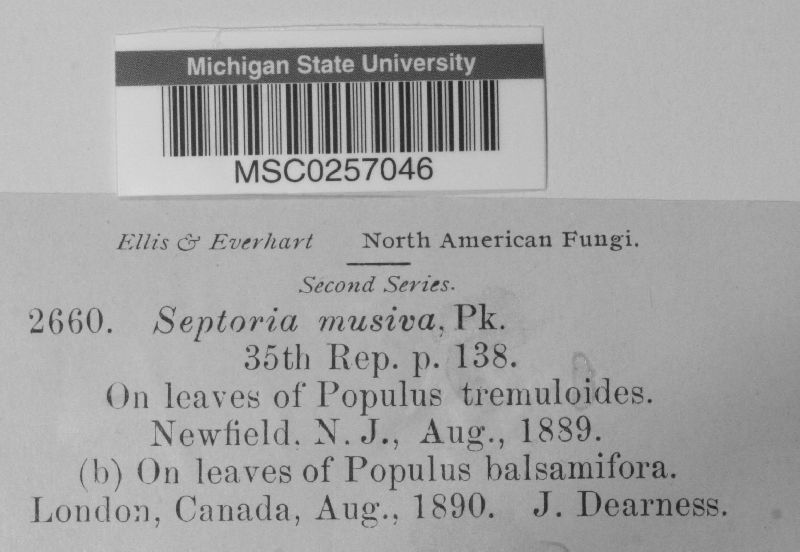 Michigan State University
MSC0257046
Ellis & Everhart North American Fungi.
Second Series.
2660. Septoria musiva, Pk.
35th Rep. p. 138.
On leaves of Populus tremuloides.
Newfield. N. J., Aug., 1889.
(b) On leaves of Populus balsamifora.
London, Canada, Aug., 1890. J. Dearness.